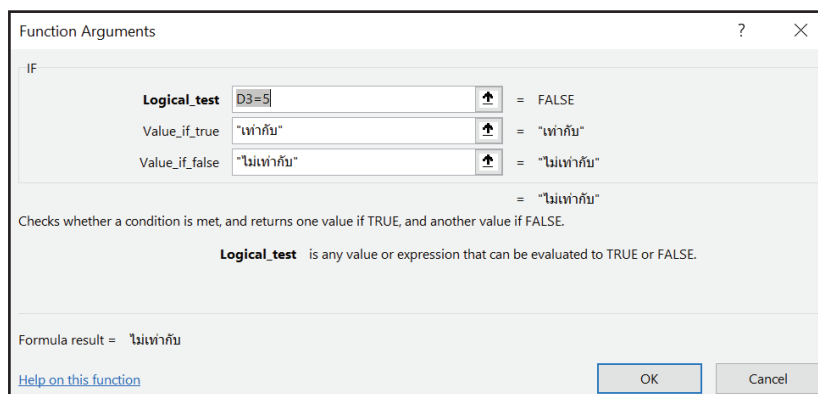 Function Arguments ? ×
IF
Logical_test D3=5 = FALSE
Value_if_true "เท่ากับ" = "เท่ากับ"
Value_if_false "ไม่เท่ากับ" = "ไม่เท่ากับ"
= "ไม่เท่ากับ"
Checks whether a condition is met, and returns one value if TRUE, and another value if FALSE.
Logical_test is any value or expression that can be evaluated to TRUE or FALSE.
Formula result = ไม่เท่ากับ
Help on this function OK Cancel